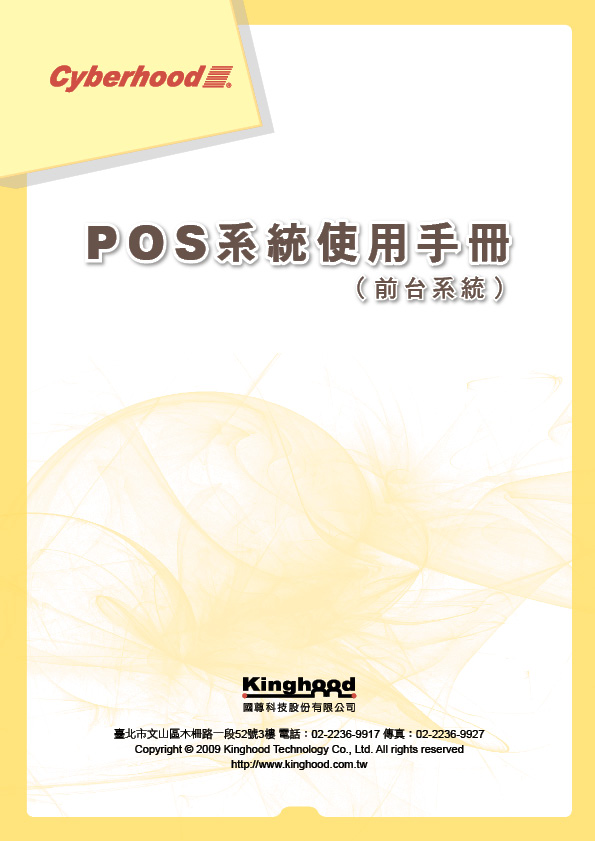 Cyberhood
POS系統使用手冊
（前台系統）
Kinghood
國尊科技股份有限公司
臺北市文山區木柵路一段52號3樓 電話：02-2236-9917 傳真：02-2236-9927
Copyright © 2009 Kinghood Technology Co., Ltd. All rights reserved
http://www.kinghood.com.tw